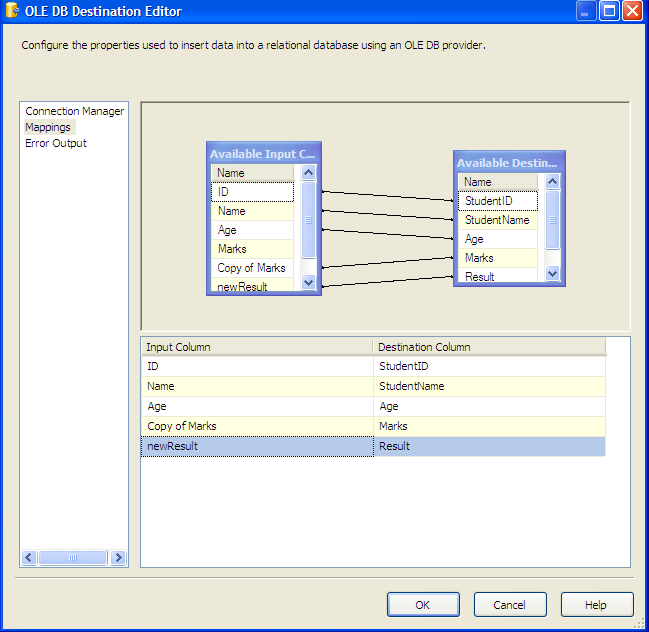 OLE DB Destination Editor
Configure the properties used to insert data into a relational database using an OLE DB provider.
Connection Manager
Mappings
Error Output
Available Input C...
Name
ID
Name
Age
Marks
Copy of Marks
newResult
Available Destin...
Name
StudentID
StudentName
Age
Marks
Result
Input Column Destination Column
ID StudentID
Name StudentName
Age Age
Copy of Marks Marks
newResult Result
OK Cancel Help